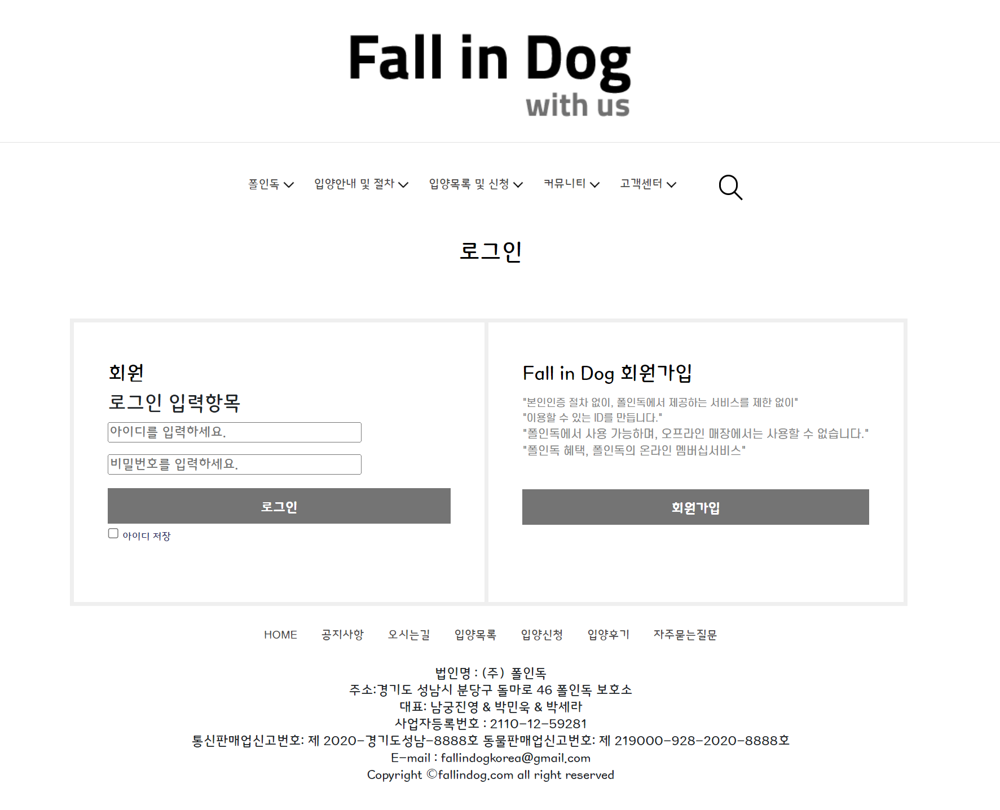 Fall in Dog
with us
폴인독 입양안내 및 절차 입양목록 및 신청 커뮤니티 고객센터
로그인
회원
로그인 입력항목
아이디를 입력하세요.
비밀번호를 입력하세요.
로그인
아이디 저장
Fall in Dog 회원가입
"본인인증 절차 없이, 폴인독에서 제공하는 서비스를 제한 없이"
"이용할 수 있는 ID를 만듭니다."
"폴인독에서 사용 가능하며, 오프라인 매장에서는 사용할 수 없습니다."
"폴인독 혜택, 폴인독의 온라인 멤버십서비스"
회원가입
HOME 공지사항 오시는길 입양목록 입양신청 입양후기 자주묻는질문
법인명 : (주) 폴인독
주소:경기도 성남시 분당구 돌마로 46 폴인독 보호소
대표: 남궁진영 & 박민욱 & 박세라
사업자등록번호 : 2110-12-59281
통신판매업신고번호: 제 2020-경기도성남-8888호 동물판매업신고번호: 제 219000-928-2020-8888호
E-mail : fallindogkorea@gmail.com
Copyright ©fallindog.com all right reserved